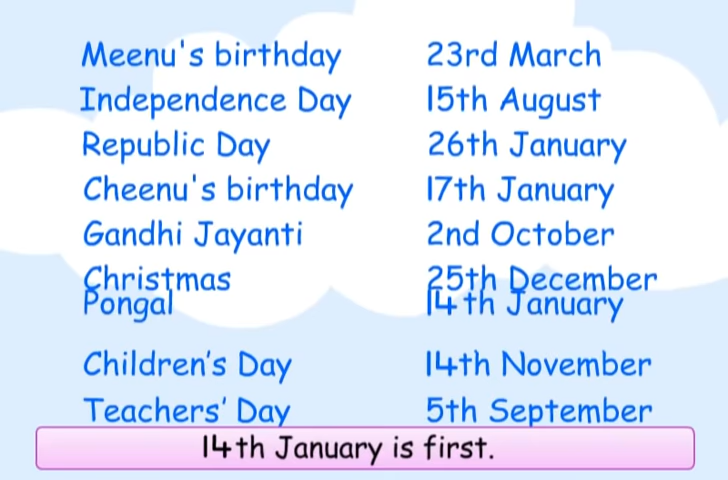 Meenu's birthday 23rd March
Independence Day 15th August
Republic Day 26th January
Cheenu's birthday 17th January
Gandhi Jayanti 2nd October
Christmas 25th December
Pongal 14th January
Children's Day 14th November
Teachers' Day 5th September
14th January is first.